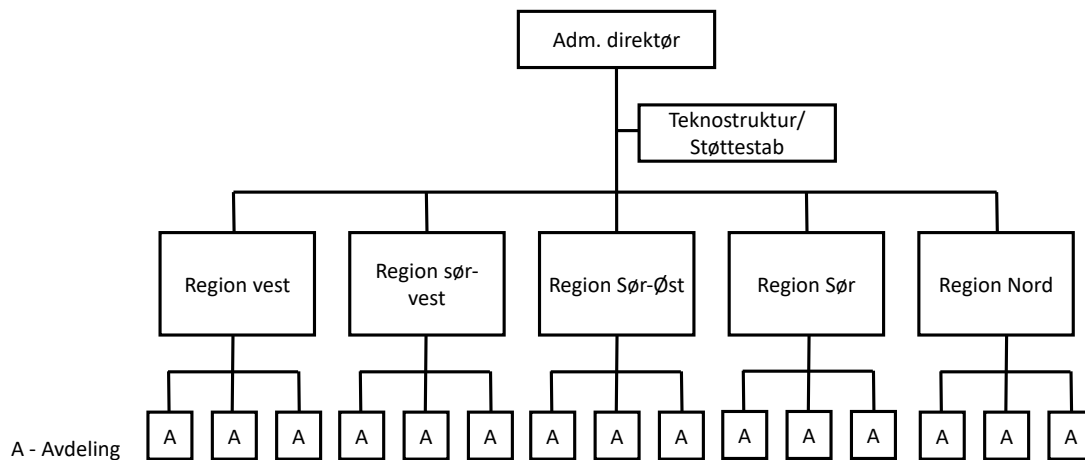 Adm. direktør
Teknostruktur/
Støttestab
Region vest
Region sør-
vest
Region Sør-Øst
Region Sør
Region Nord
A A A A A A A A A A A A A A A
A - Avdeling